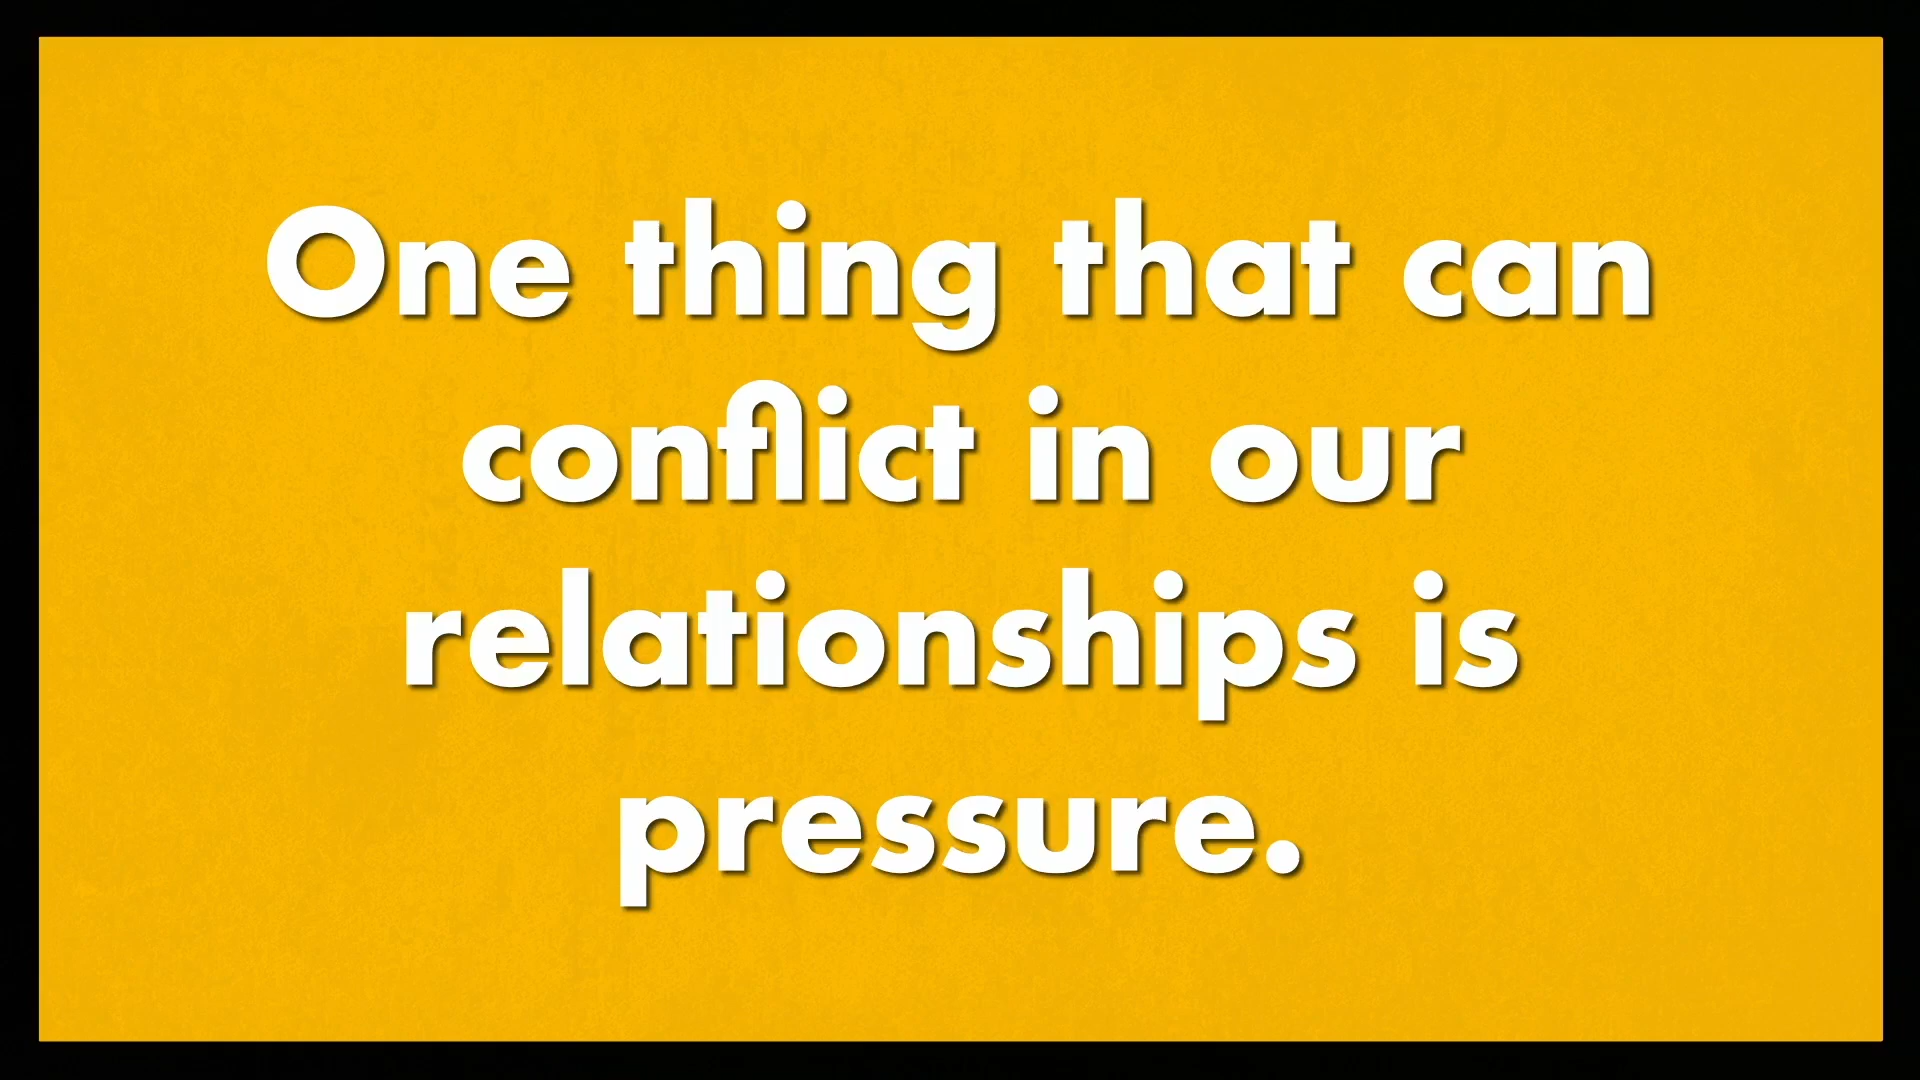 One thing that can
conflict in our
relationships is
pressure.